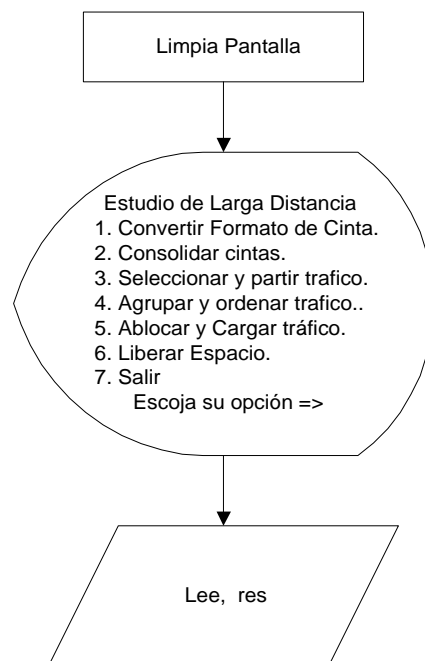 Limpia Pantalla
Estudio de Larga Distancia
1. Convertir Formato de Cinta.
2. Consolidar cintas.
3. Seleccionar y partir trafico.
4. Agrupar y ordenar trafico..
5. Ablocar y Cargar tráfico.
6. Liberar Espacio.
7. Salir
Escoja su opción =>
Lee, res